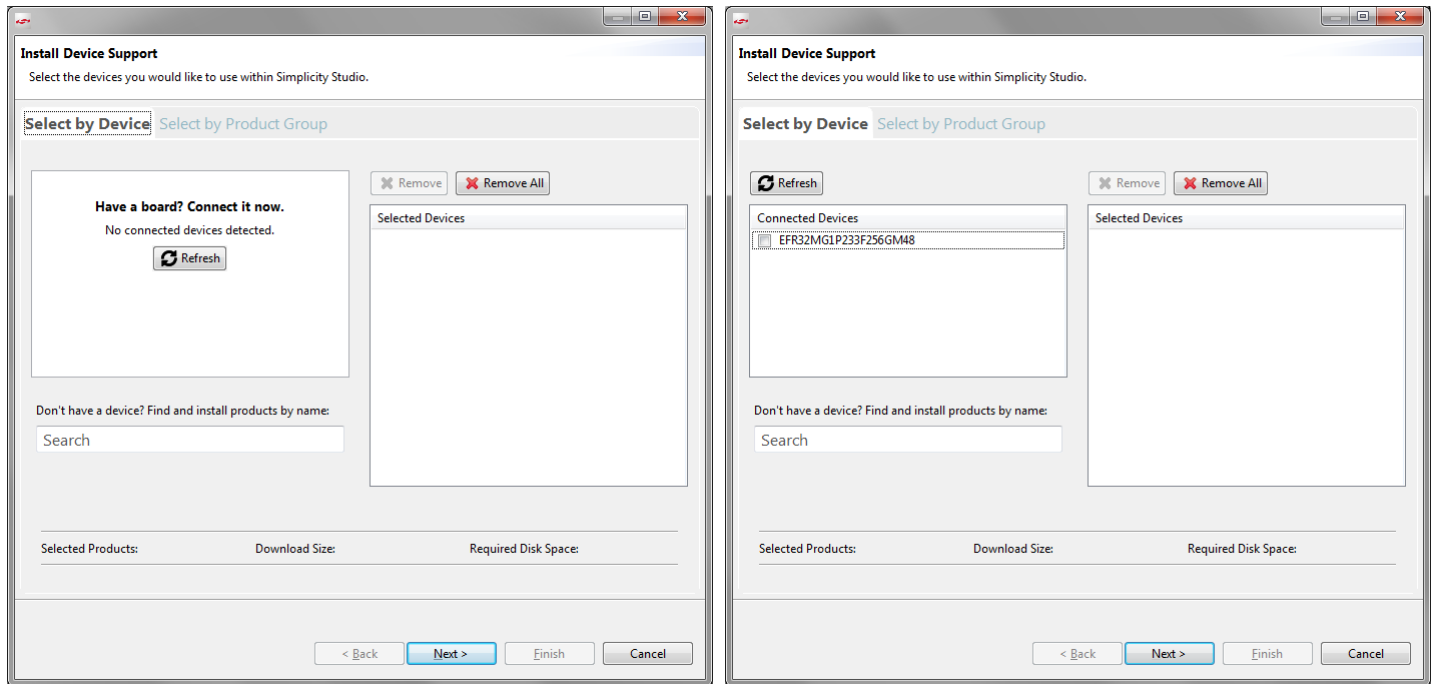 Install Device Support
Select the devices you would like to use within Simplicity Studio.
Select by Device Select by Product Group
Remove Remove All
Have a board? Connect it now.
No connected devices detected.
Refresh
Selected Devices
Don't have a device? Find and install products by name:
Search
Selected Products: Download Size: Required Disk Space:
< Back Next > Finish Cancel
Install Device Support
Select the devices you would like to use within Simplicity Studio.
Select by Device Select by Product Group
Refresh Remove Remove All
Connected Devices Selected Devices
EFR32MG1P233F256GM48
Don't have a device? Find and install products by name:
Search
Selected Products: Download Size: Required Disk Space:
< Back Next > Finish Cancel